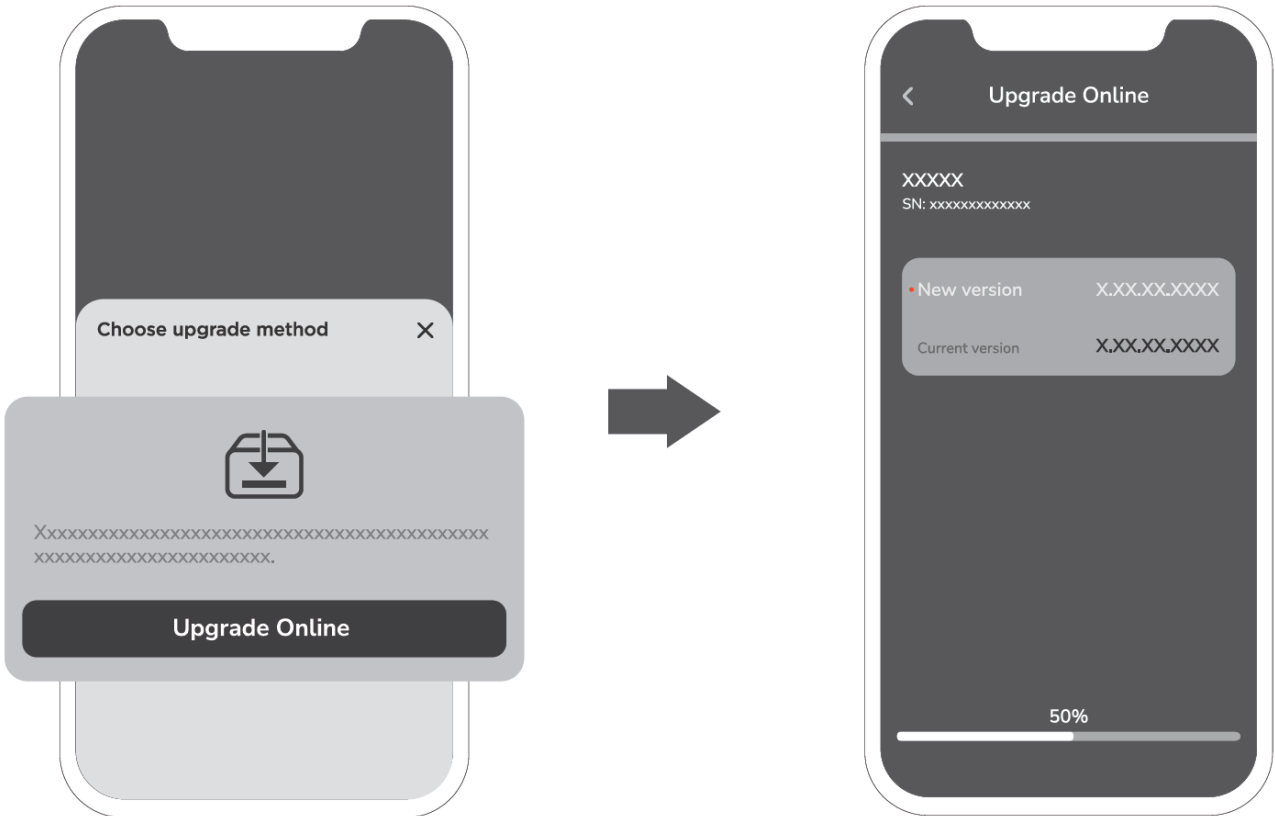 Choose upgrade method
Xxxxxxxxxxxxxxxxxxxxxxxxxxxxxxxxxxxxxxxxxxxx
xxxxxxxxxxxxxxxxxxxxxxx.
Upgrade Online
Upgrade Online
XXXXX
SN: xxxxxxxxxxxxx
New version X.XX.XX.XXXX
Current version X.XX.XX.XXXX
50%